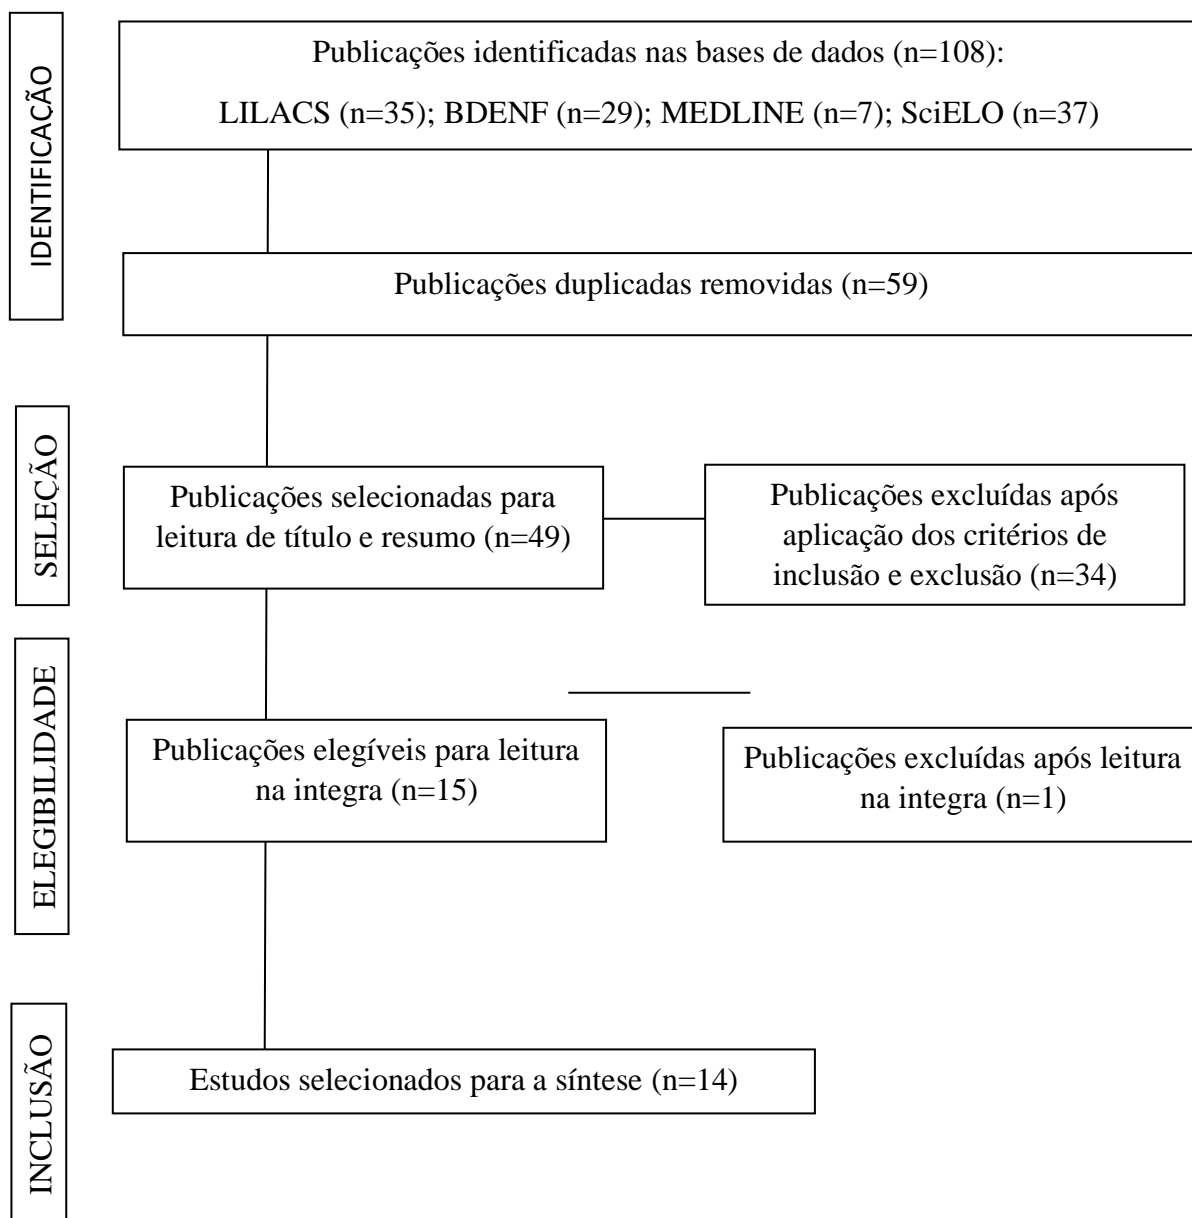 IDENTIFICAÇÃO
Publicações identificadas nas bases de dados (n=108):
LILACS (n=35); BDENF (n=29); MEDLINE (n=7); SciELO (n=37)
Publicações duplicadas removidas (n=59)
SELEÇÃO
Publicações selecionadas para
leitura de título e resumo (n=49)
Publicações excluídas após
aplicação dos critérios de
inclusão e exclusão (n=34)
ELEGIBILIDADE
Publicações elegíveis para leitura
na integra (n=15)
Publicações excluídas após leitura
na integra (n=1)
INCLUSÃO
Estudos selecionados para a síntese (n=14)